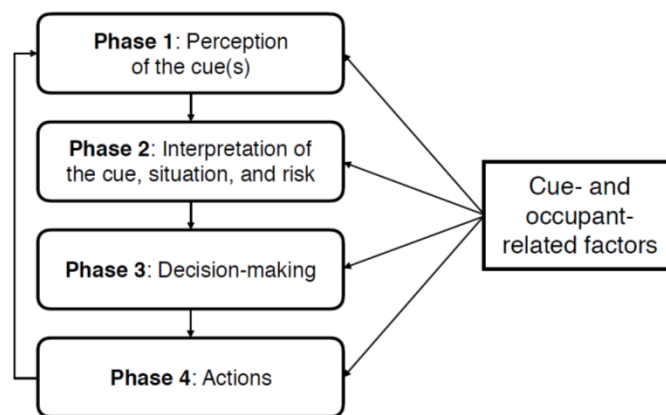 Phase 1: Perception
of the cue(s)
Phase 2: Interpretation of
the cue, situation, and risk
Phase 3: Decision-making
Phase 4: Actions
Cue- and
occupant-
related factors